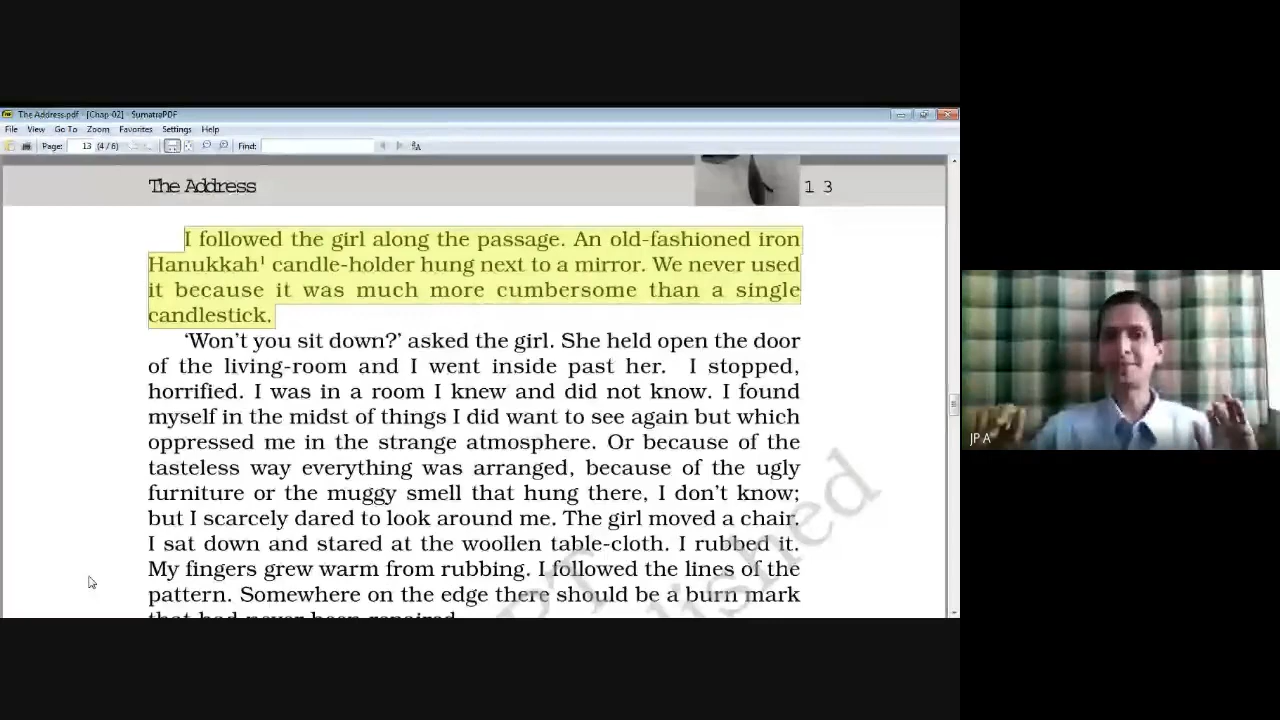 The Address.pdf - [Chap-02] - SumatraPDF
File View Go To Zoom Favorites Settings Help
Page: 13 (4 / 6) Find:
The Address 13
I followed the girl along the passage. An old-fashioned iron
Hanukkah¹ candle-holder hung next to a mirror. We never used
it because it was much more cumbersome than a single
candlestick.
‘Won’t you sit down?’ asked the girl. She held open the door
of the living-room and I went inside past her. I stopped,
horrified. I was in a room I knew and did not know. I found
myself in the midst of things I did want to see again but which
oppressed me in the strange atmosphere. Or because of the
tasteless way everything was arranged, because of the ugly
furniture or the muggy smell that hung there, I don’t know;
but I scarcely dared to look around me. The girl moved a chair.
I sat down and stared at the woollen table-cloth. I rubbed it.
My fingers grew warm from rubbing. I followed the lines of the
pattern. Somewhere on the edge there should be a burn mark
that had never been repaired.
JP A